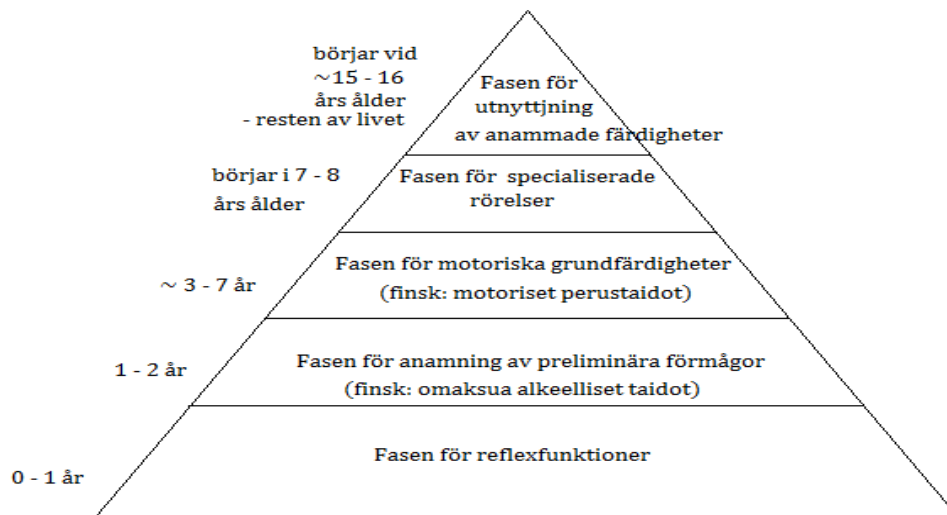 börjar vid
~15 - 16
års ålder
- resten av livet
Fasen för
utnyttjning
av anammade färdigheter
börjar i 7 - 8
års ålder
Fasen för specialiserade
rörelser
~ 3 - 7 år
Fasen för motoriska grundfärdigheter
(finsk: motoriset perustaidot)
1 - 2 år
Fasen för anamning av preliminära förmågor
(finsk: omaksua alkeelliset taidot)
0 - 1 år
Fasen för reflexfunktioner